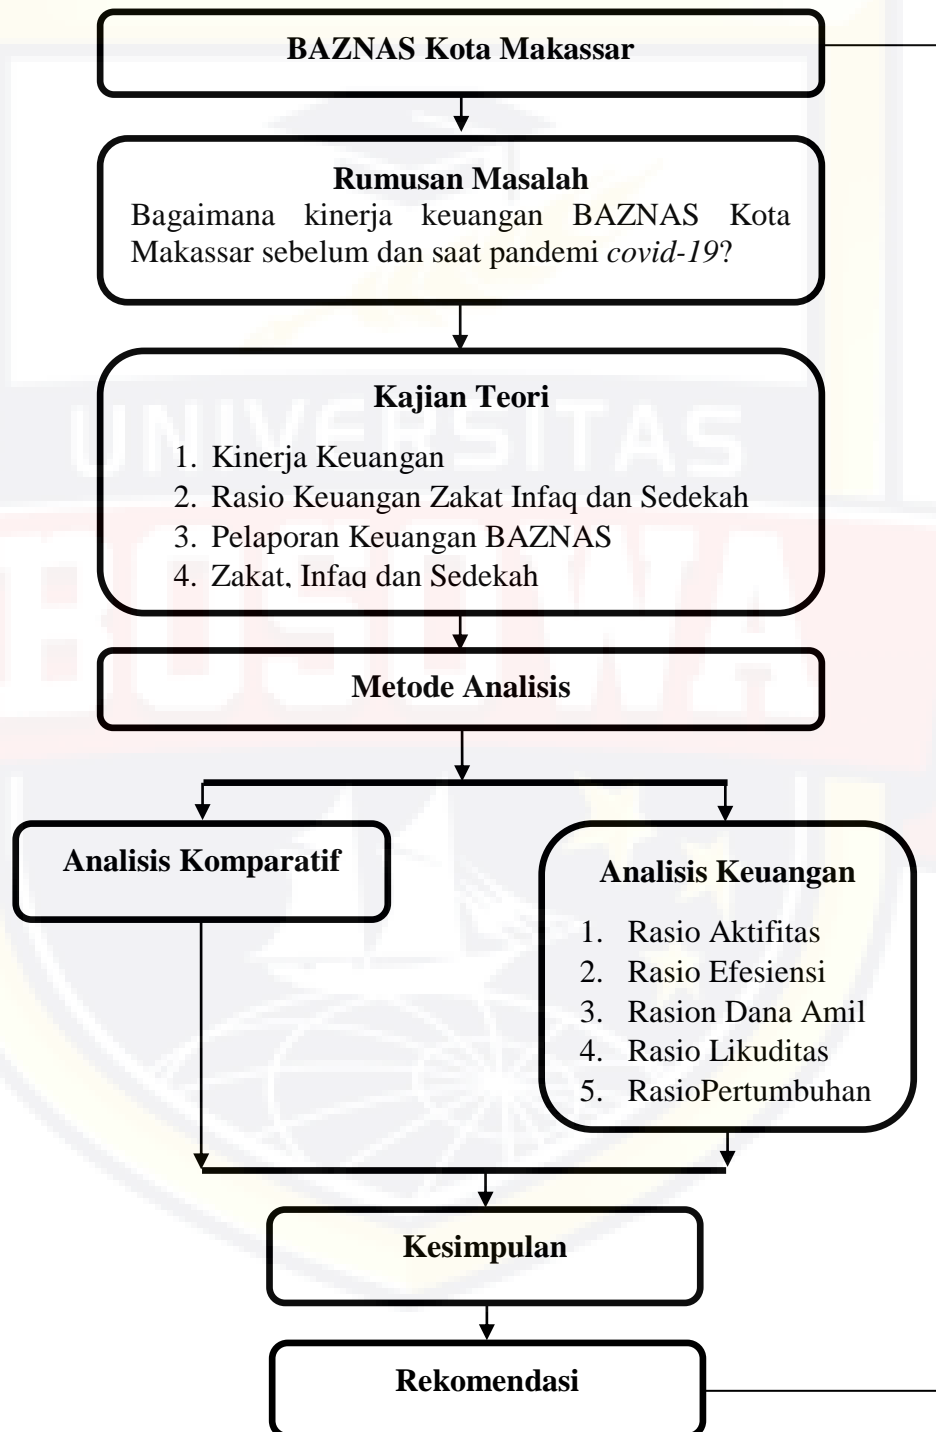 BAZNAS Kota Makassar
Rumusan Masalah
Bagaimana kinerja keuangan BAZNAS Kota
Makassar sebelum dan saat pandemi covid-19?
Kajian Teori
1. Kinerja Keuangan
2. Rasio Keuangan Zakat Infaq dan Sedekah
3. Pelaporan Keuangan BAZNAS
4. Zakat, Infaq dan Sedekah
UNIVERSITAS
BOSOWA
Metode Analisis
Analisis Komparatif
Analisis Keuangan
1. Rasio Aktifitas
2. Rasio Efesiensi
3. Rasion Dana Amil
4. Rasio Likuditas
5. RasioPertumbuhan
Kesimpulan
Rekomendasi